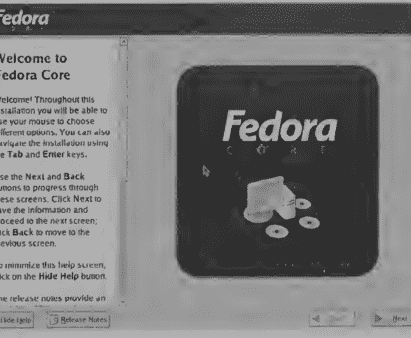 Fedora
Welcome to
Fedora Core
Welcome! Throughout this
installation you will be able to
use your mouse to choose
different options. You can also
navigate the installation using
the Tab and Enter keys.
Use the Next and Back
buttons to progress through
these screens. Click Next to
save the information and
proceed to the next screen;
click Back to move to the
previous screen.
To minimize this help screen,
click on the Hide Help button.
The release notes provide an
Fedora
CORE
Hide Help
Release Notes
Back
Next